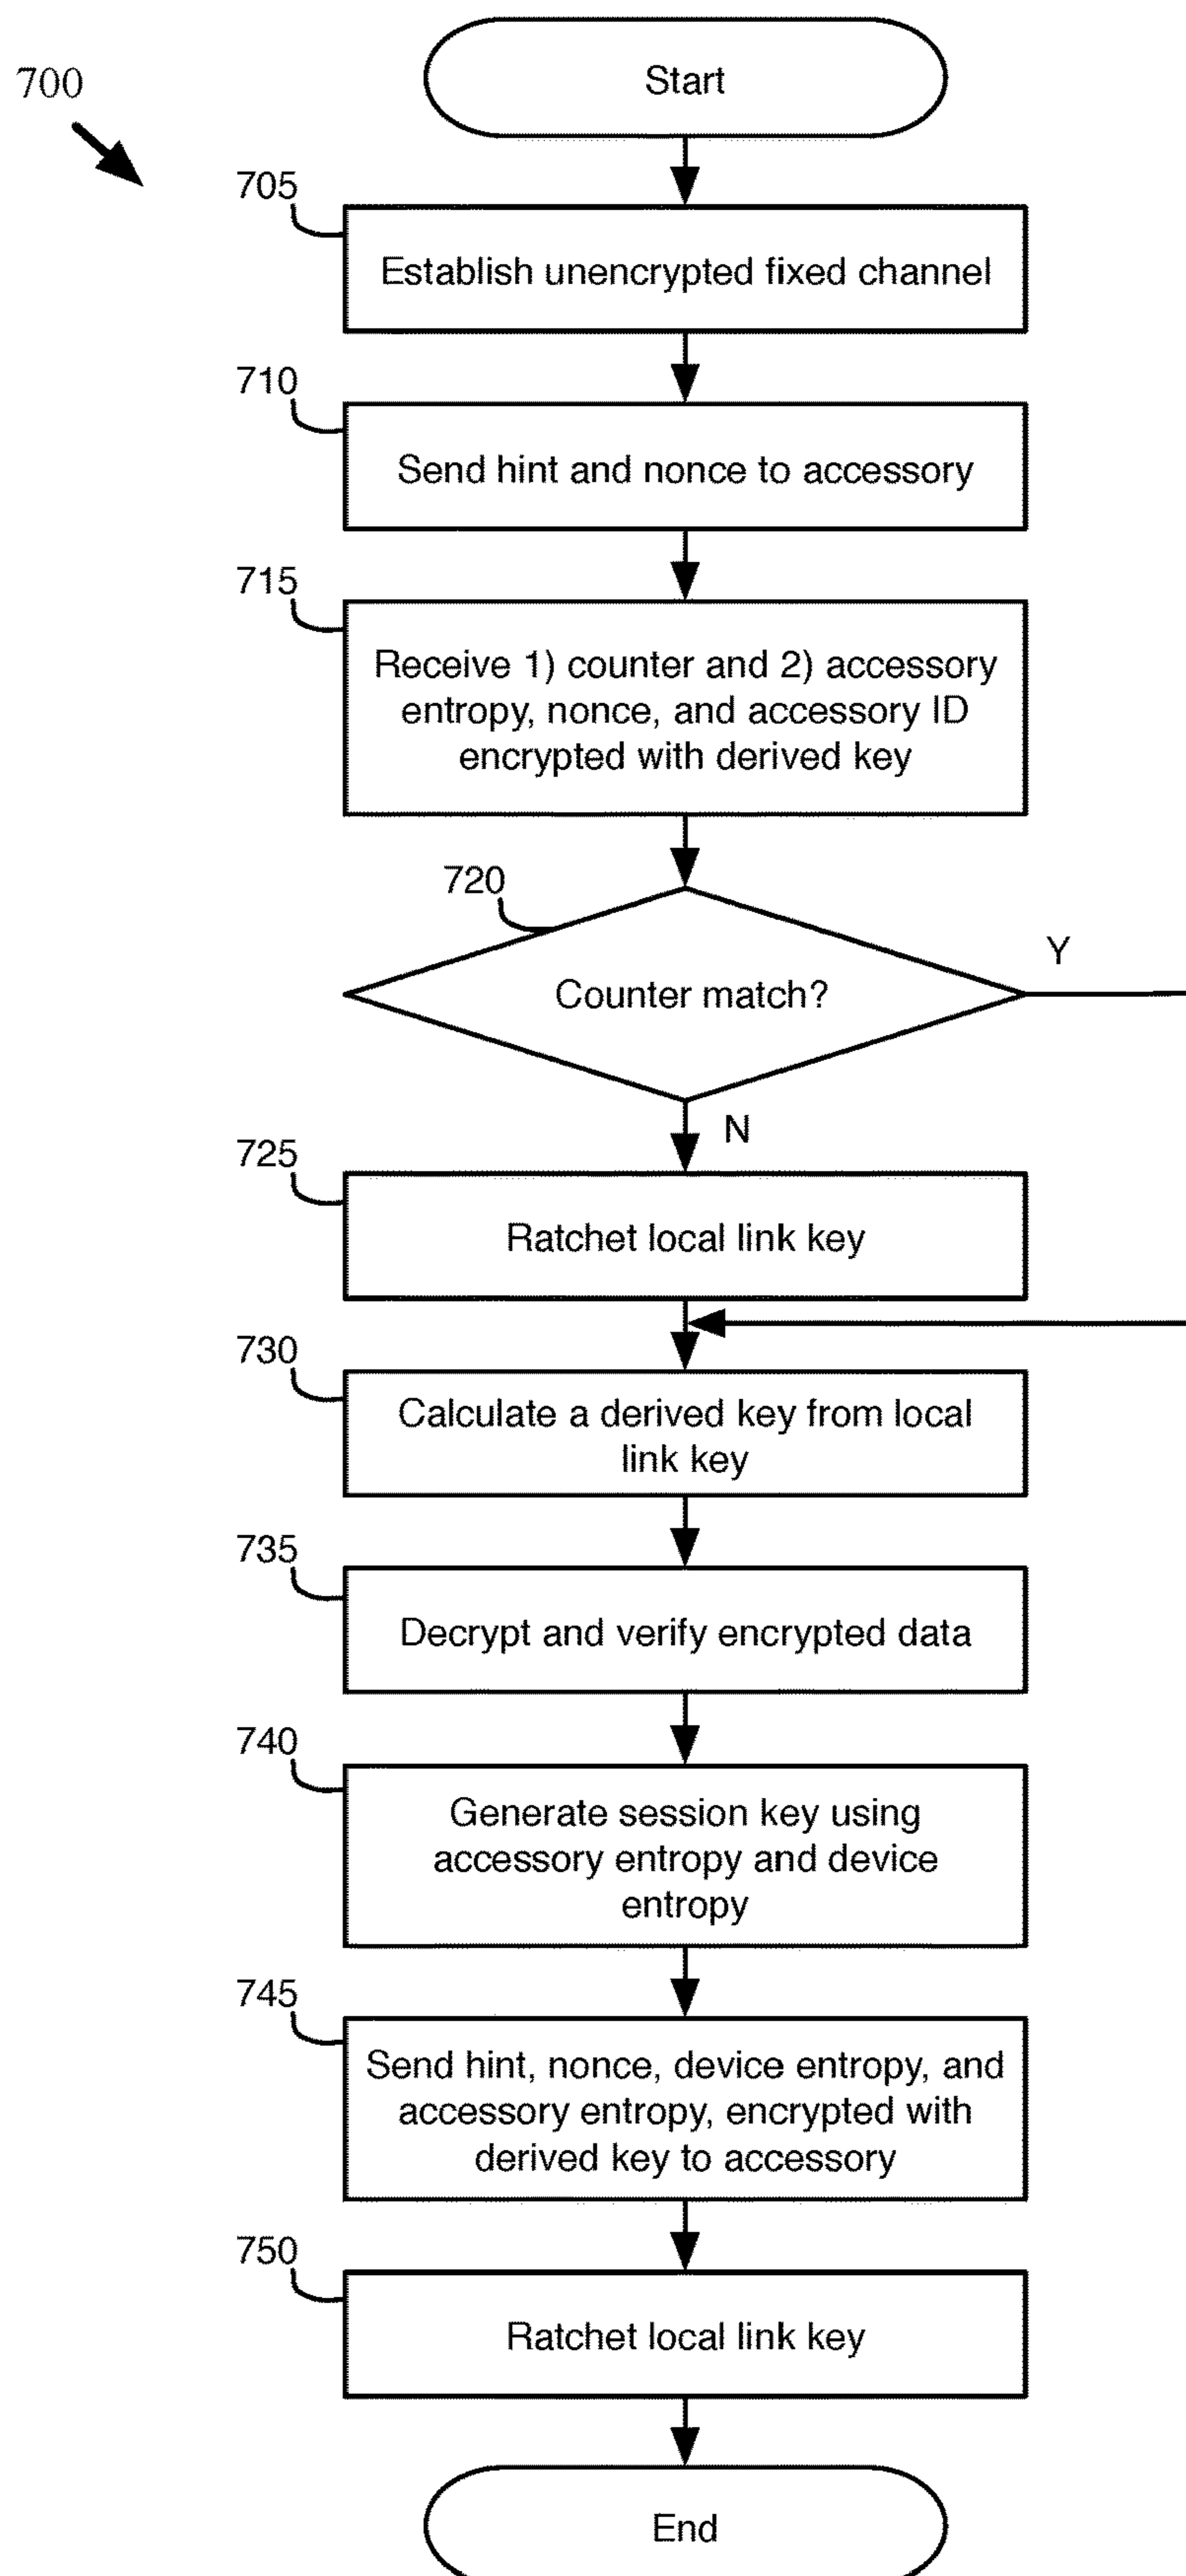 700
Start
705
Establish unencrypted fixed channel
710
Send hint and nonce to accessory
715
Receive 1) counter and 2) accessory
entropy, nonce, and accessory ID
encrypted with derived key
720
Counter match?
Y
N
725
Ratchet local link key
730
Calculate a derived key from local
link key
735
Decrypt and verify encrypted data
740
Generate session key using
accessory entropy and device
entropy
745
Send hint, nonce, device entropy, and
accessory entropy, encrypted with
derived key to accessory
750
Ratchet local link key
End